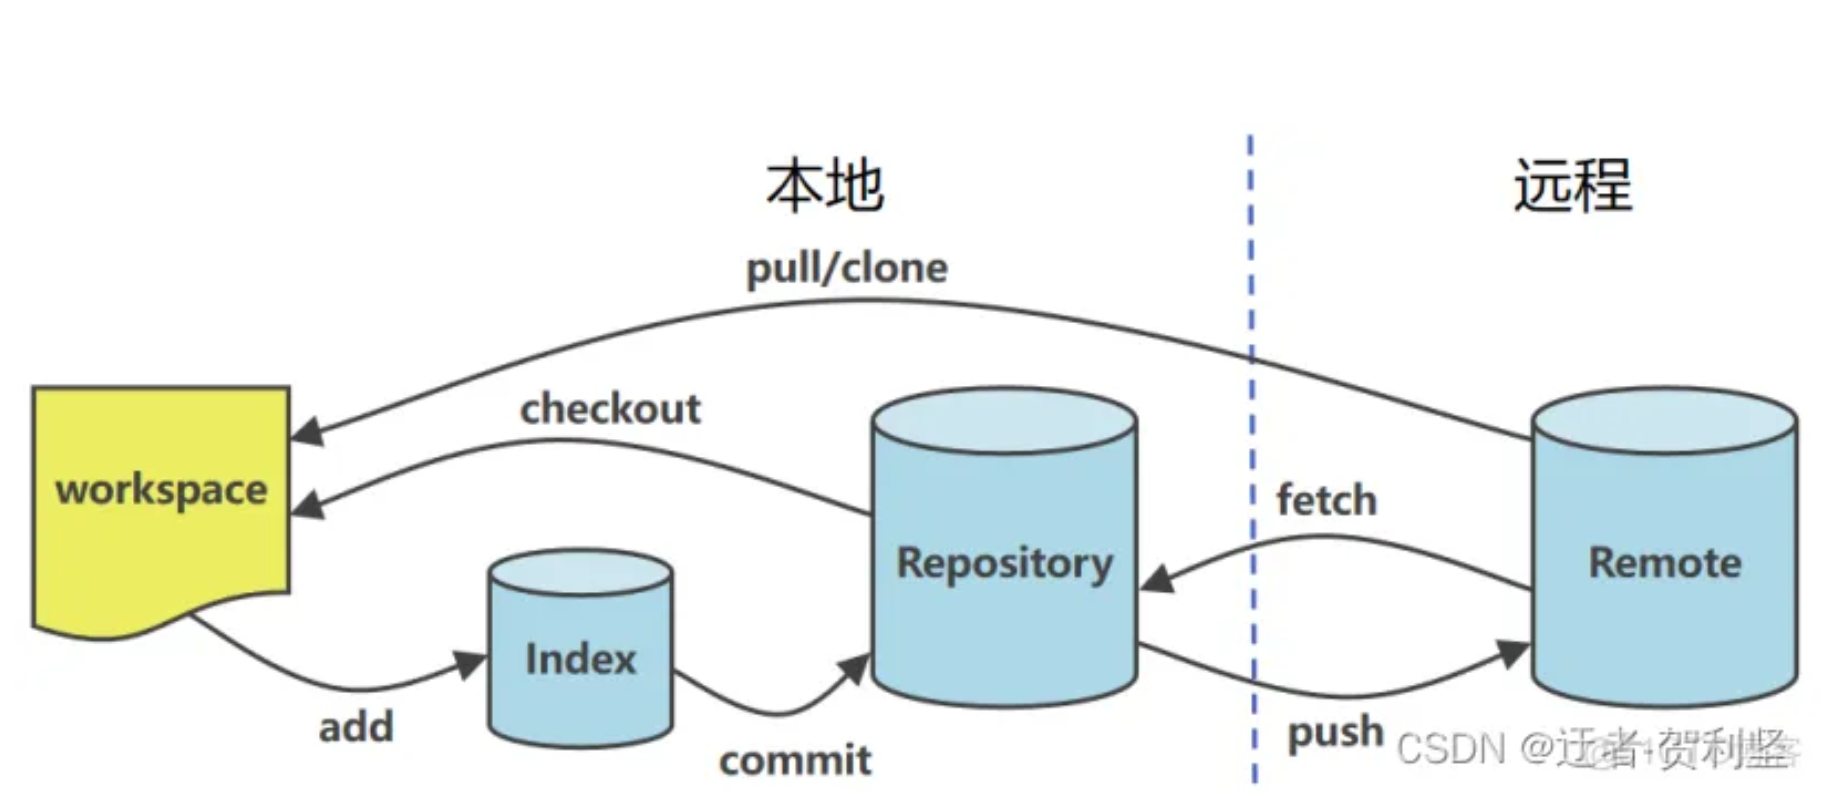 本地
远程
pull/clone
checkout
workspace
fetch
Repository
Remote
Index
add
push
commit
CSDN @迂者-贺利坚